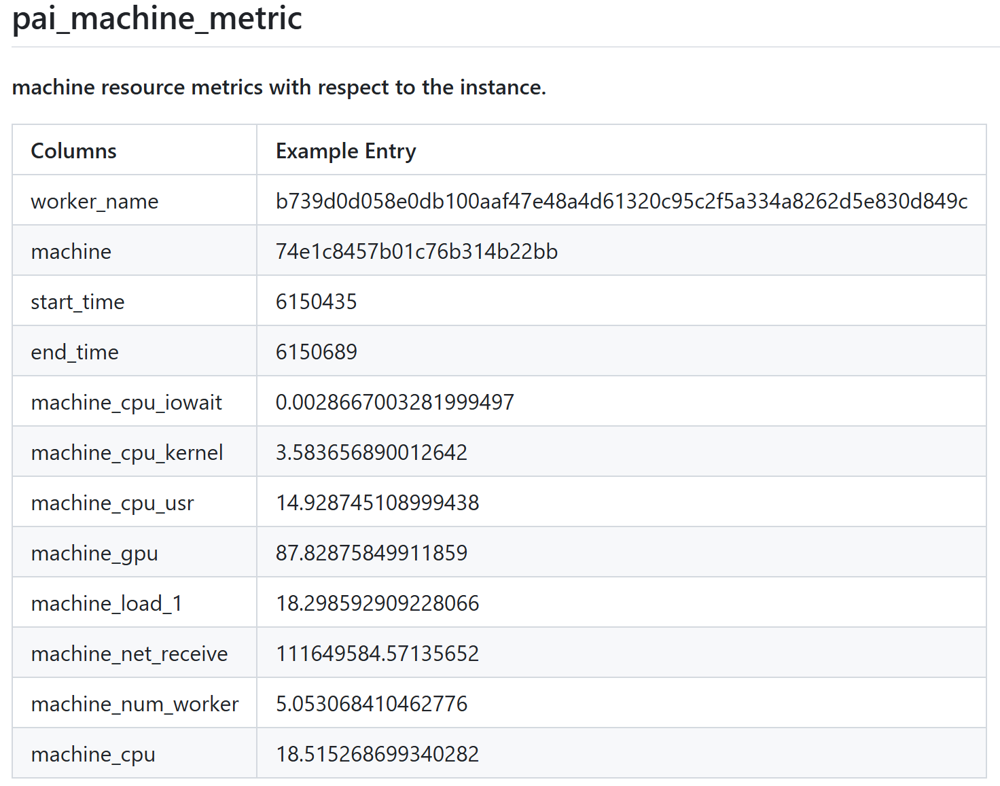 pai_machine_metric
machine resource metrics with respect to the instance.
Columns Example Entry
worker_name b739d0d058e0db100aaf47e48a4d61320c95c2f5a334a8262d5e830d849c
machine 74e1c8457b01c76b314b22bb
start_time 6150435
end_time 6150689
machine_cpu_iowait 0.0028667003281999497
machine_cpu_kernel 3.583656890012642
machine_cpu_usr 14.928745108999438
machine_gpu 87.82875849911859
machine_load_1 18.298592909228066
machine_net_receive 111649584.57135652
machine_num_worker 5.053068410462776
machine_cpu 18.515268699340282